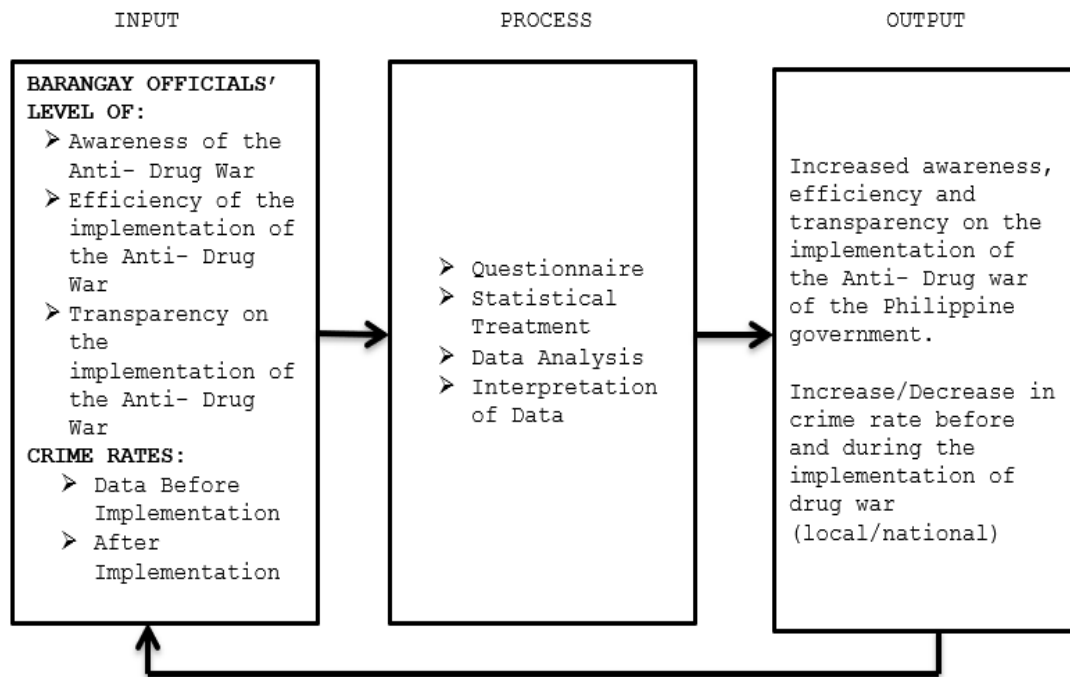 INPUT
PROCESS
OUTPUT
BARANGAY OFFICIALS’
LEVEL OF:
➢ Awareness of the
Anti- Drug War
➢ Efficiency of the
implementation of
the Anti- Drug
War
➢ Transparency on
the
implementation of
the Anti- Drug
War
CRIME RATES:
➢ Data Before
Implementation
➢ After
Implementation
➢ Questionnaire
➢ Statistical
Treatment
➢ Data Analysis
➢ Interpretation
of Data
Increased awareness,
efficiency and
transparency on the
implementation of
the Anti- Drug war
of the Philippine
government.
Increase/Decrease in
crime rate before
and during the
implementation of
drug war
(local/national)